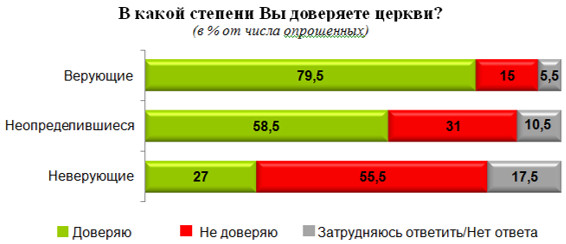 В какой степени Вы доверяете церкви?
(в % от числа опрошенных)
Верующие 79,5 15 5,5
Неопределившиеся 58,5 31 10,5
Неверующие 27 55,5 17,5
Доверяю Не доверяю Затрудняюсь ответить/Нет ответа